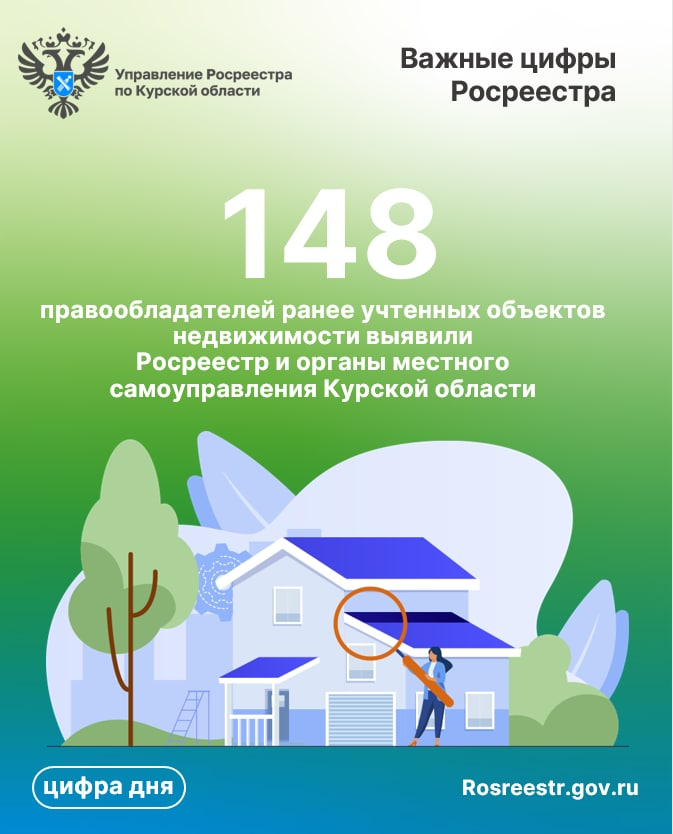 Управление Росреестра
по Курской области
Важные цифры
Росреестра
148
правообладателей ранее учтенных объектов
недвижимости выявили
Росреестр и органы местного
самоуправления Курской области
цифра дня
Rosreestr.gov.ru